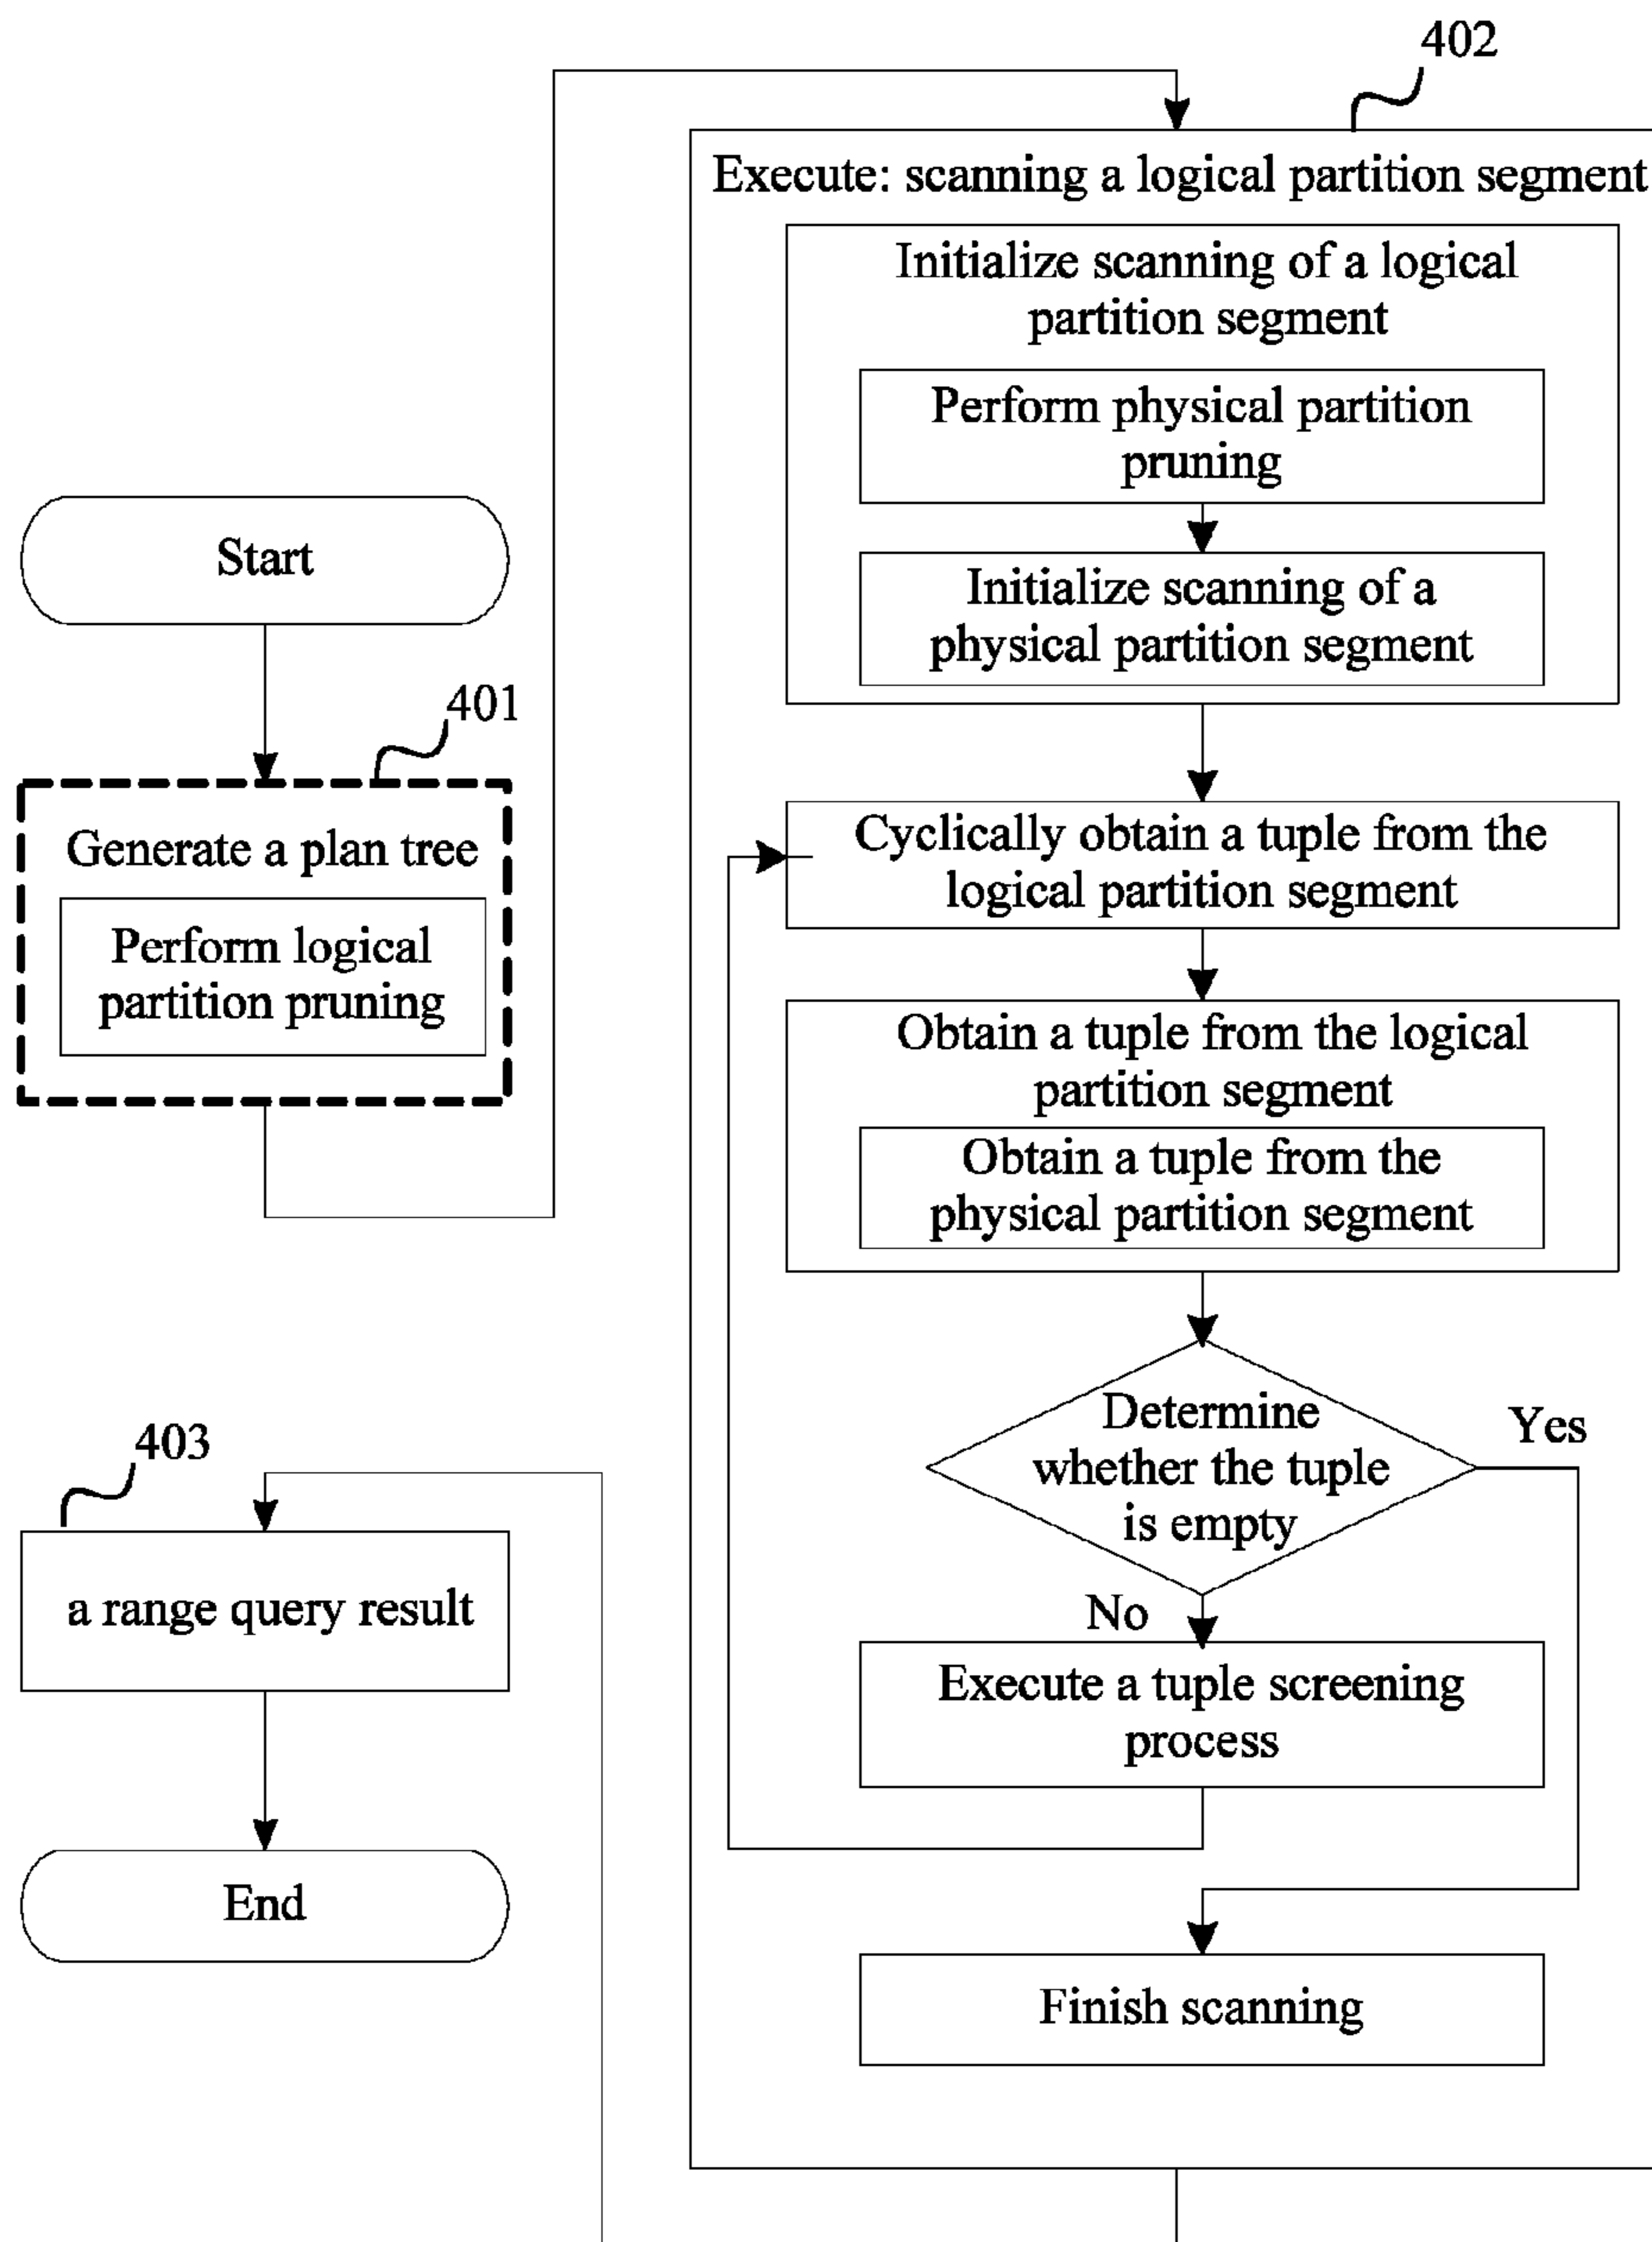 Start
401
Generate a plan tree
Perform logical
partition pruning
402
Execute: scanning a logical partition segment
Initialize scanning of a logical
partition segment
Perform physical partition
pruning
Initialize scanning of a
physical partition segment
Cyclically obtain a tuple from the
logical partition segment
Obtain a tuple from the logical
partition segment
Obtain a tuple from the
physical partition segment
Determine
whether the tuple
is empty
Yes
No
Execute a tuple screening
process
Finish scanning
403
a range query result
End